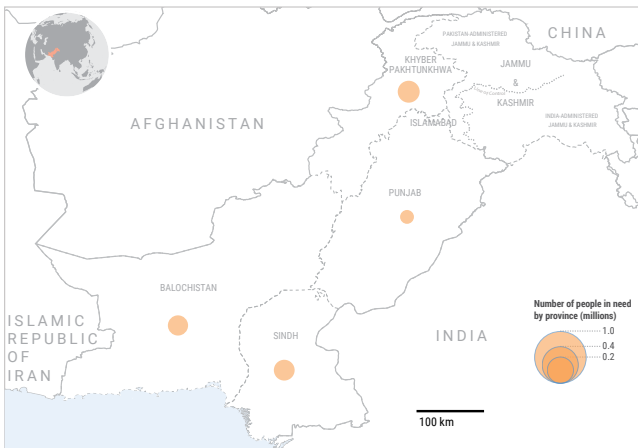 CHINA
PAKISTAN-ADMINISTERED
JAMMU & KASHMIR
KHYBER
PAKHTUNKHWA
JAMMU
&
KASHMIR
AFGHANISTAN
ISLAMABAD
INDIA-ADMINISTERED
JAMMU & KASHMIR
PUNJAB
BALOCHISTAN
SINDH
ISLAMIC
REPUBLIC
OF
IRAN
INDIA
Number of people in need
by province (millions)
1.0
0.4
0.2
100 km